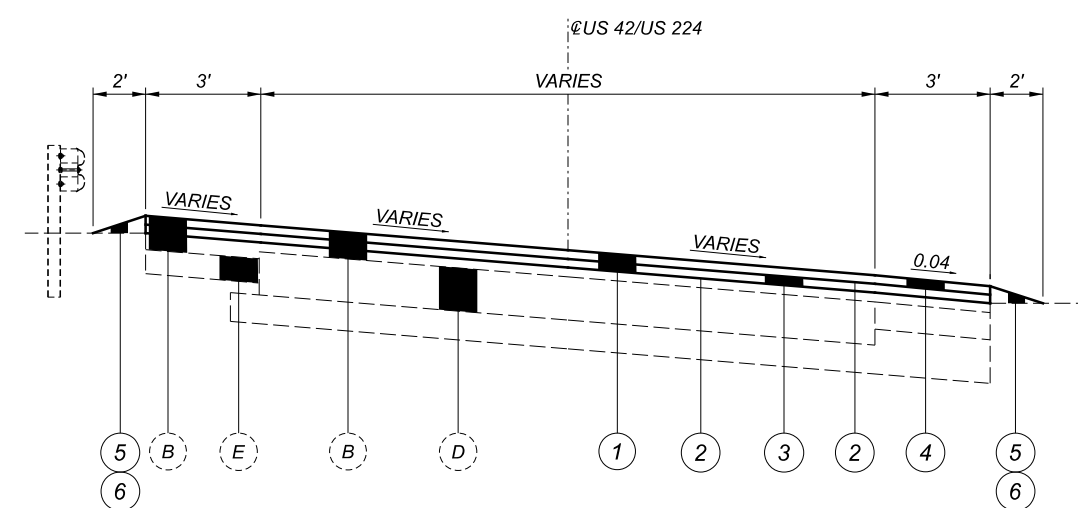 ℄ US 42/US 224
2' 3' VARIES 3' 2'
VARIES
VARIES
VARIES
0.04
5 B E B D 1 2 3 2 4 5
6 6